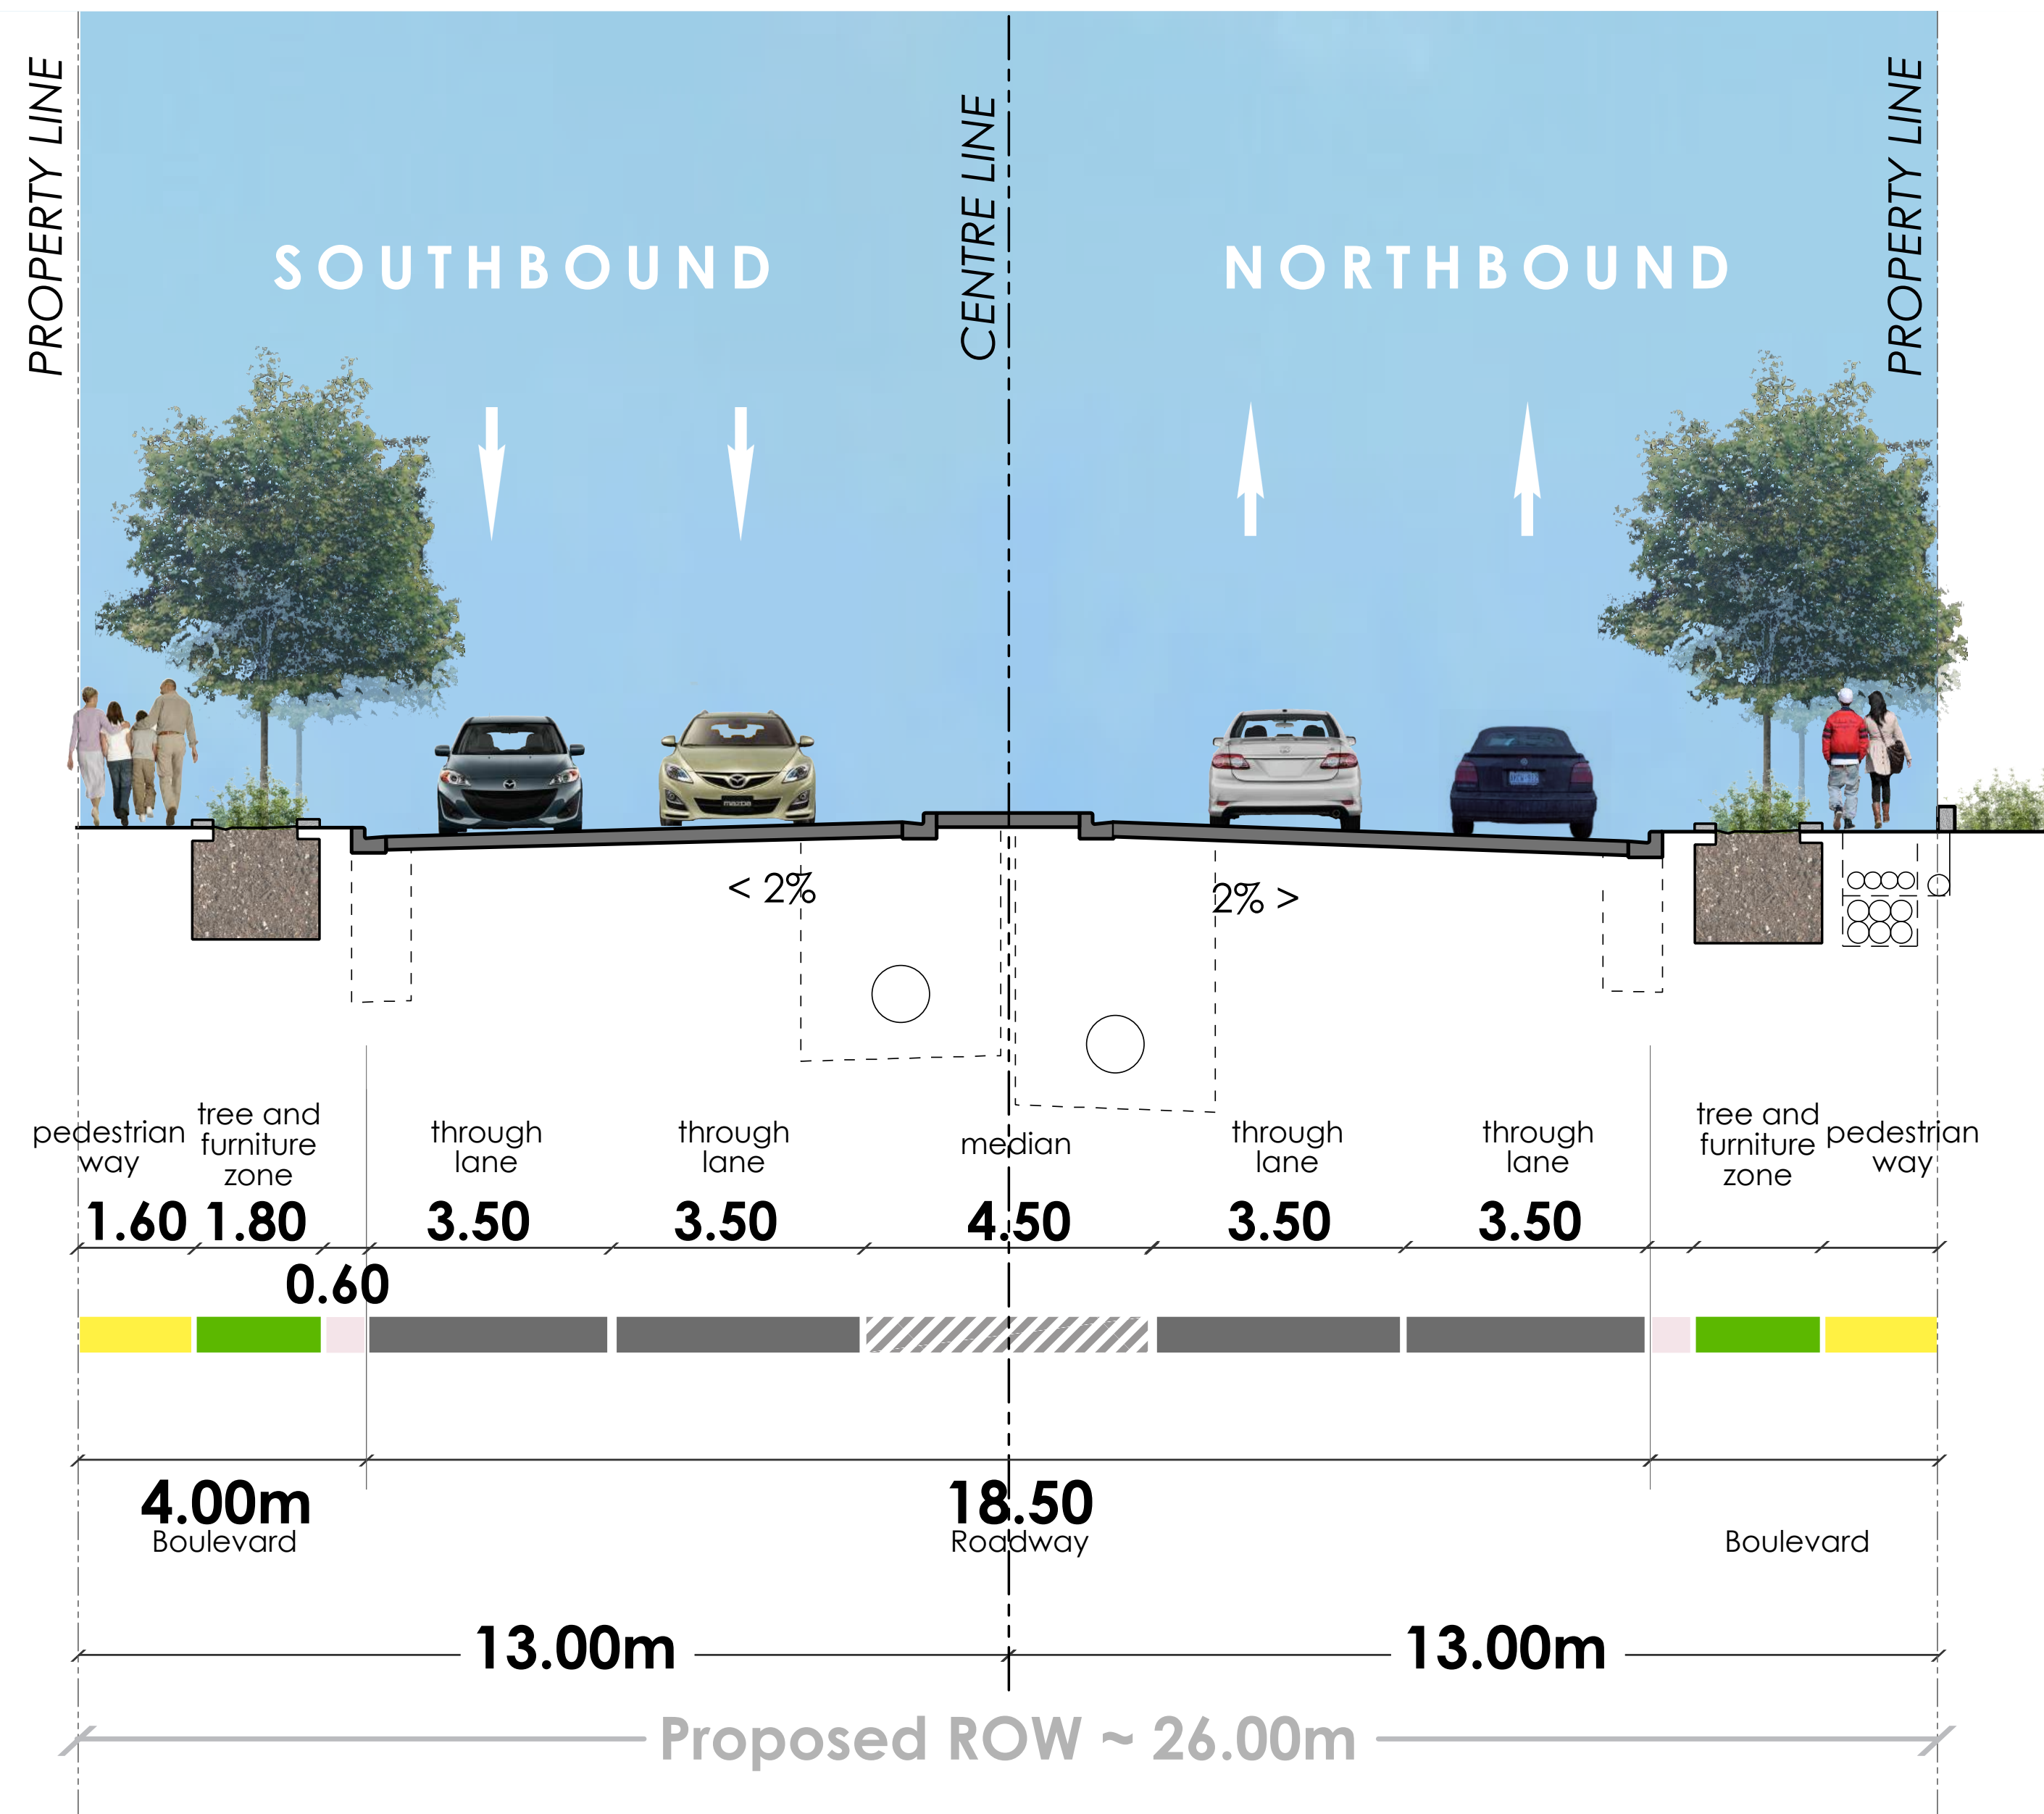 PROPERTY LINE
CENTRE LINE
PROPERTY LINE
SOUTHBOUND
NORTHBOUND
mazda
< 2%
2% >
pedestrian
way
tree and
furniture
zone
through
lane
through
lane
median
through
lane
through
lane
tree and
furniture
zone
pedestrian
way
1.60
1.80
3.50
3.50
4.50
3.50
3.50
0.60
4.00m
Boulevard
18.50
Roadway
Boulevard
13.00m
13.00m
Proposed ROW ~ 26.00m